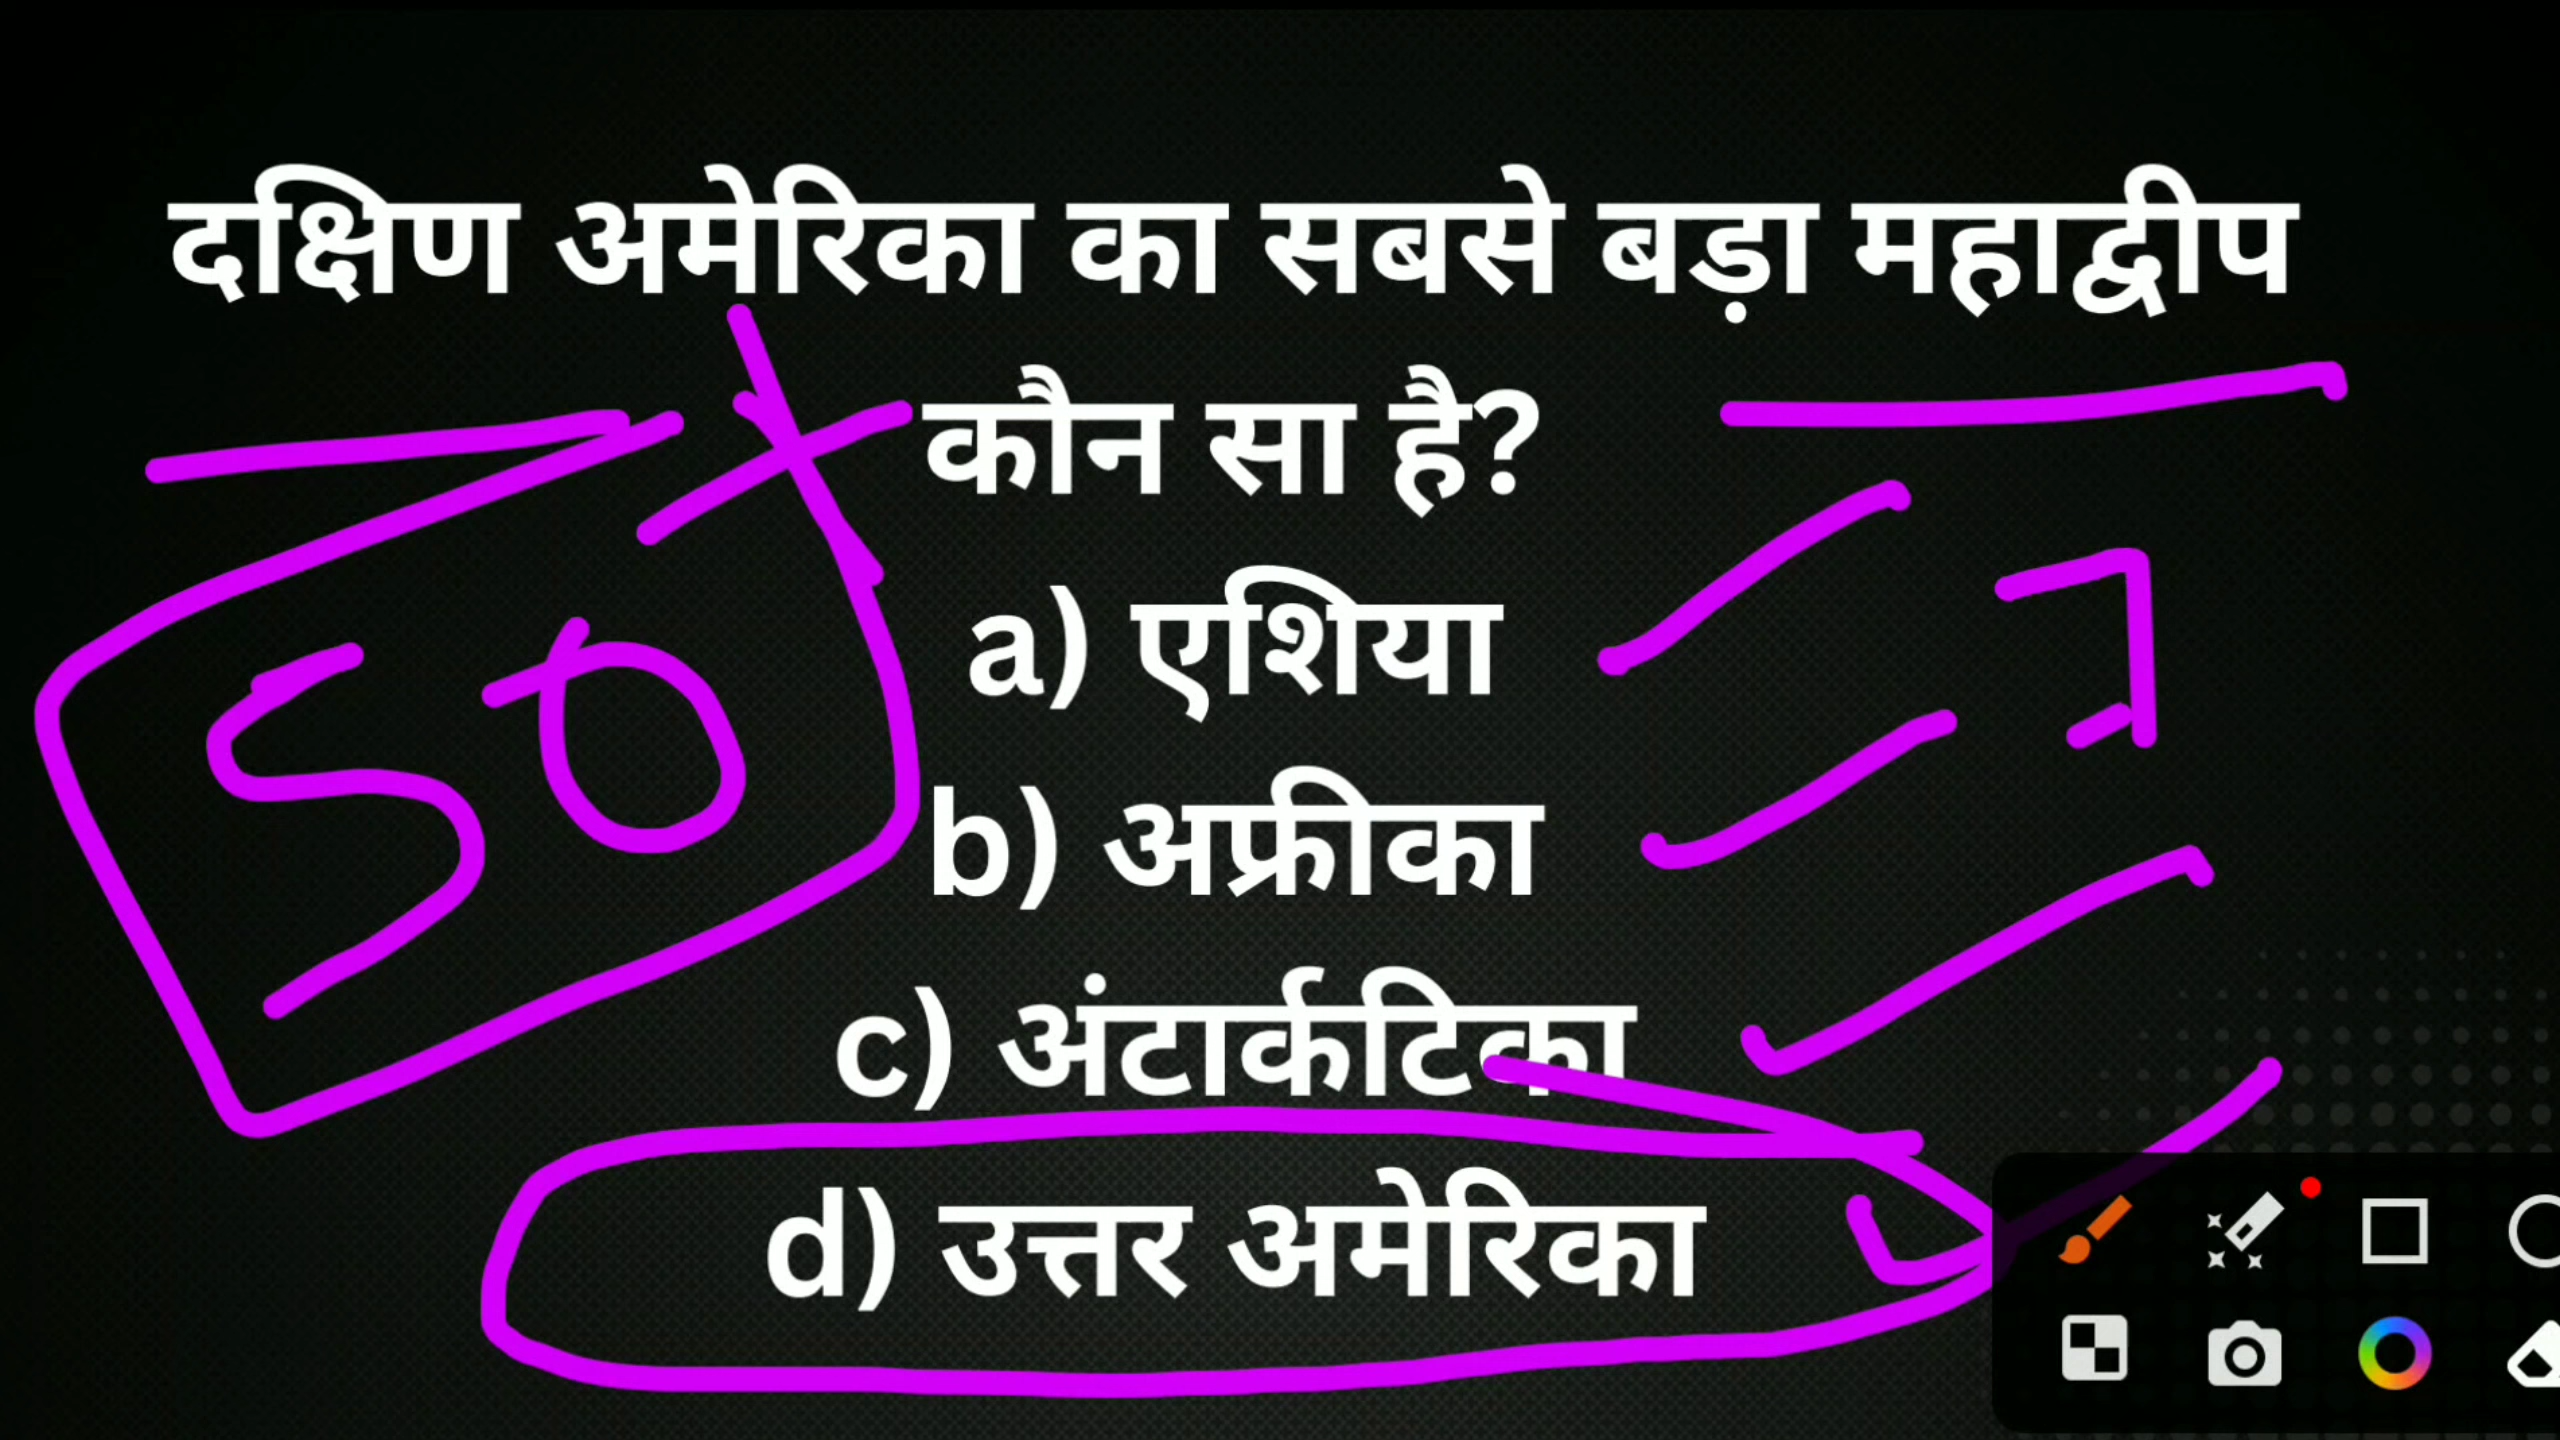 दक्षिण अमेरिका का सबसे बड़ा महाद्वीप
कौन सा है?
50
a) एशिया
b) अफ्रीका
c) अंटार्कटिका
d) उत्तर अमेरिका